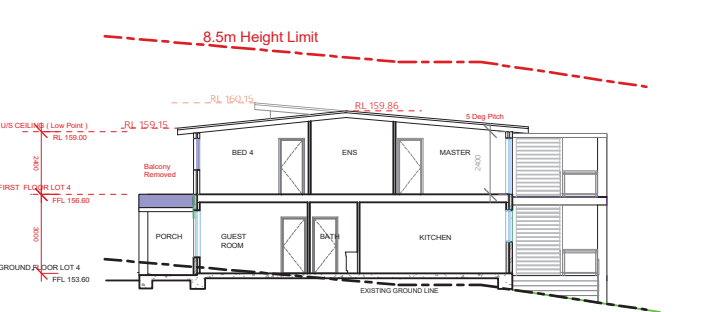 8.5m Height Limit
RL 160.15
RL 159.86
U/S CEILING ( Low Point )
RL 159.15
5 Deg Pitch
RL 159.00
BED 4
ENS
MASTER
2400
2400
Balcony
Removed
FIRST FLOOR LOT 4
FFL 156.60
PORCH
GUEST
ROOM
BATH
KITCHEN
3000
GROUND FLOOR LOT 4
FFL 153.60
EXISTING GROUND LINE